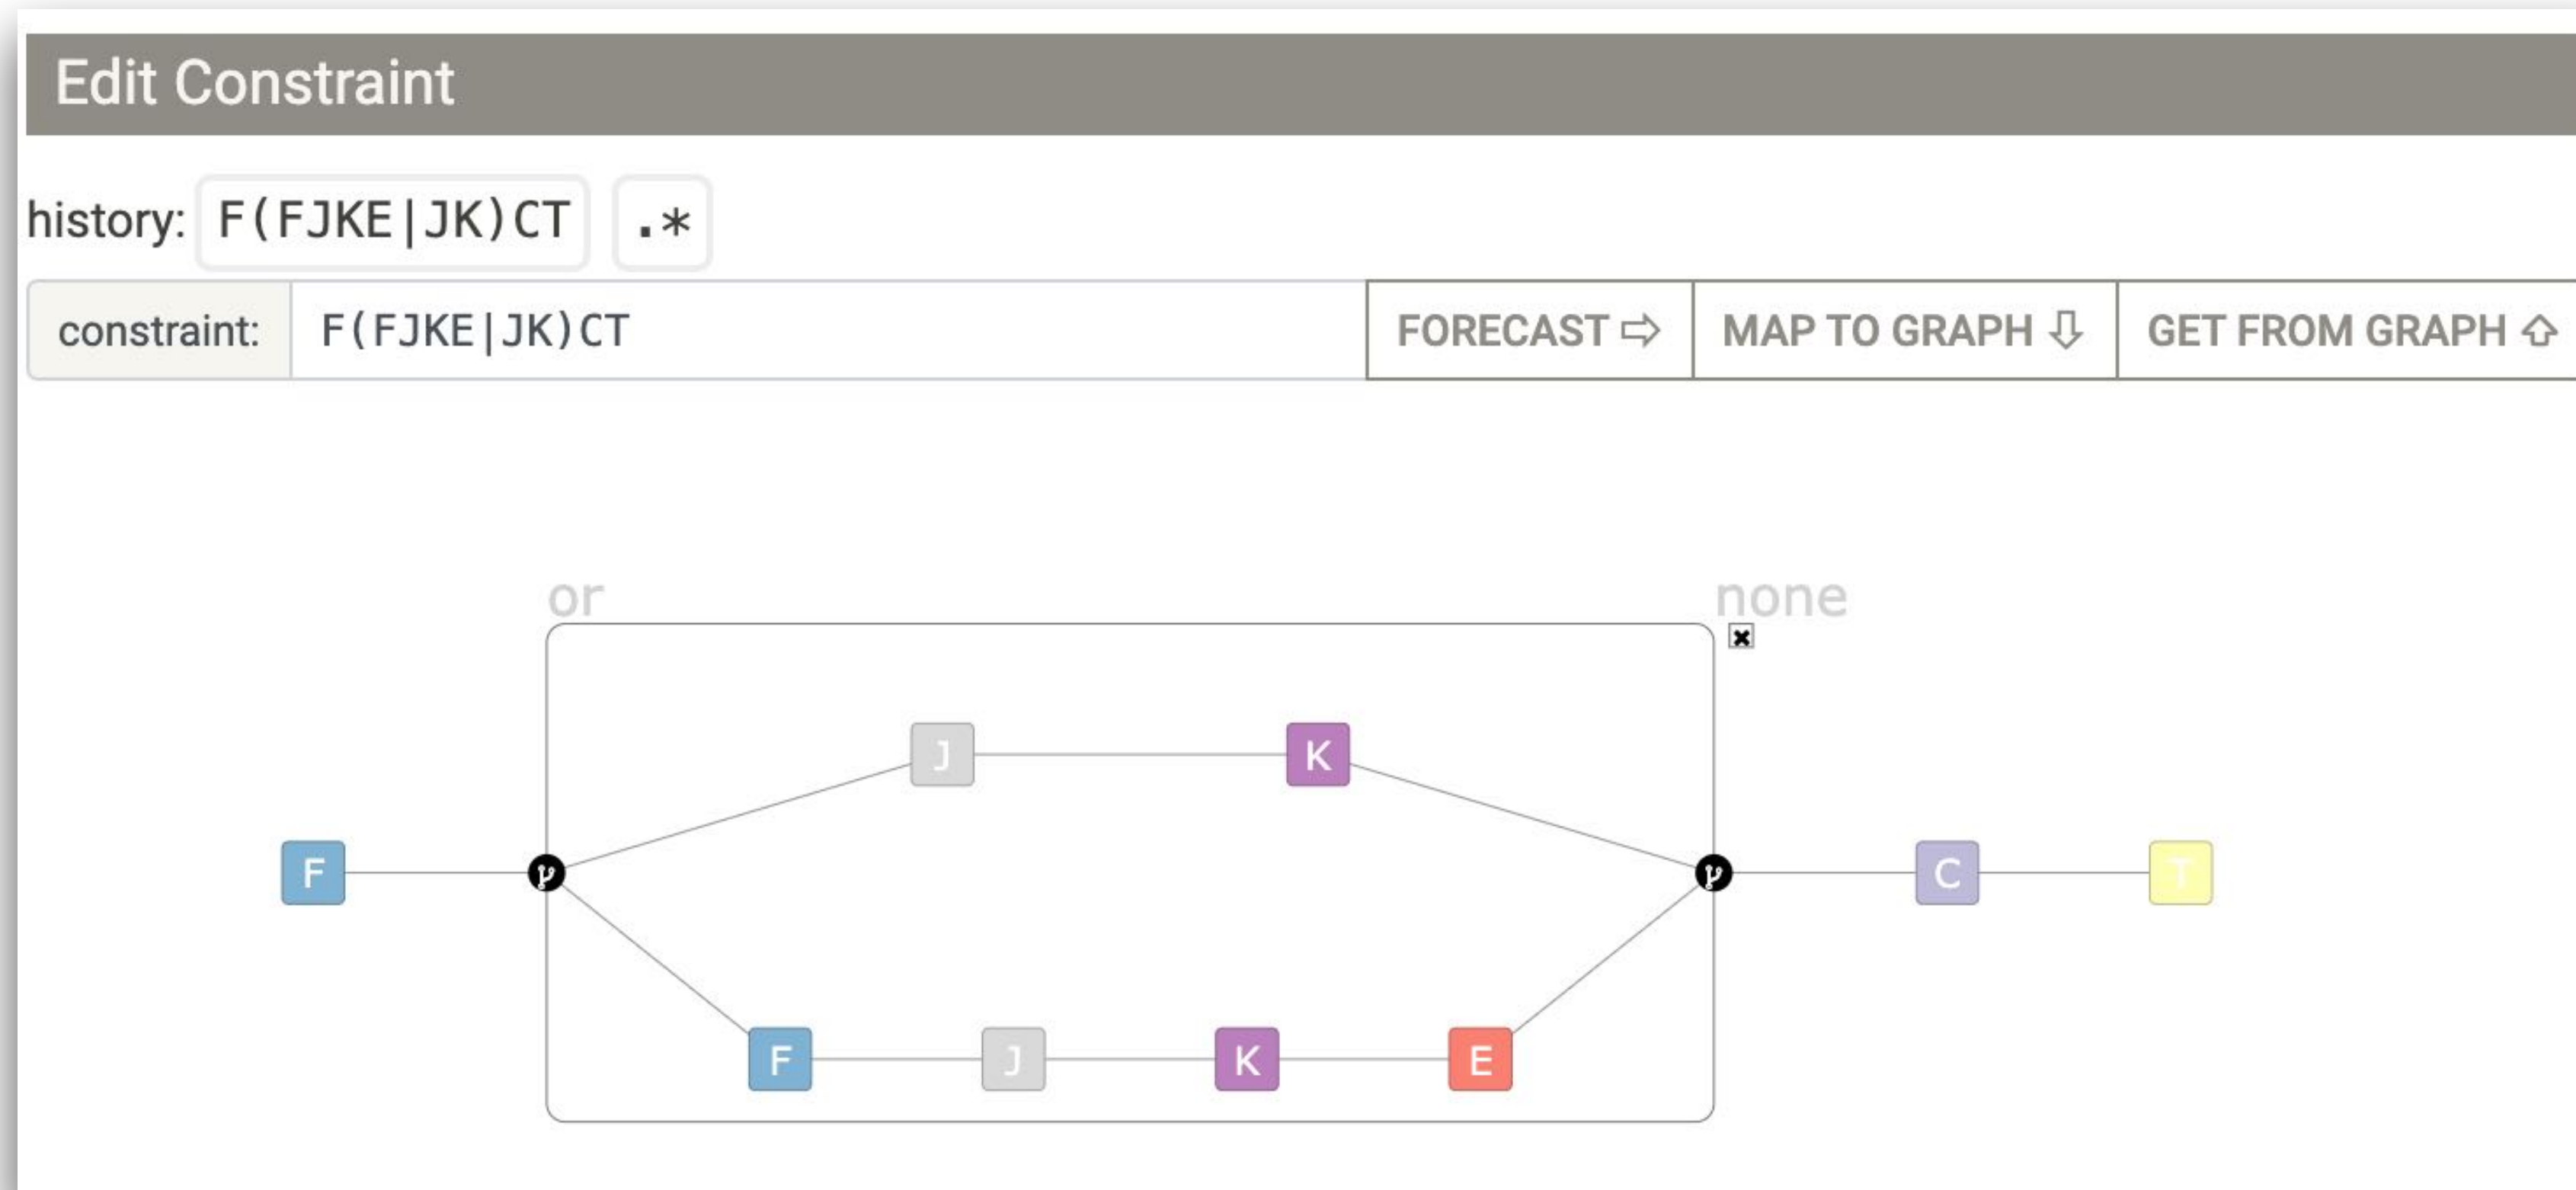 Edit Constraint
history: F(FJKE|JK)CT .*
constraint: F(FJKE|JK)CT FORECAST ⇨ MAP TO GRAPH ⇩ GET FROM GRAPH ⇧
or none
J K
F C T
F J K E